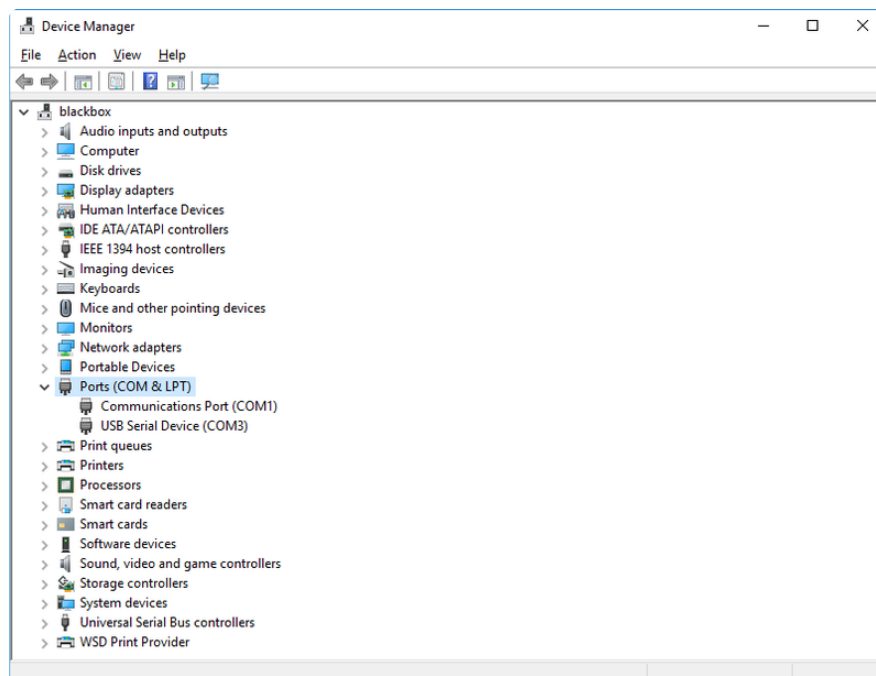 Device Manager
File Action View Help
blackbox
Audio inputs and outputs
Computer
Disk drives
Display adapters
Human Interface Devices
IDE ATA/ATAPI controllers
IEEE 1394 host controllers
Imaging devices
Keyboards
Mice and other pointing devices
Monitors
Network adapters
Portable Devices
Ports (COM & LPT)
Communications Port (COM1)
USB Serial Device (COM3)
Print queues
Printers
Processors
Smart card readers
Smart cards
Software devices
Sound, video and game controllers
Storage controllers
System devices
Universal Serial Bus controllers
WSD Print Provider